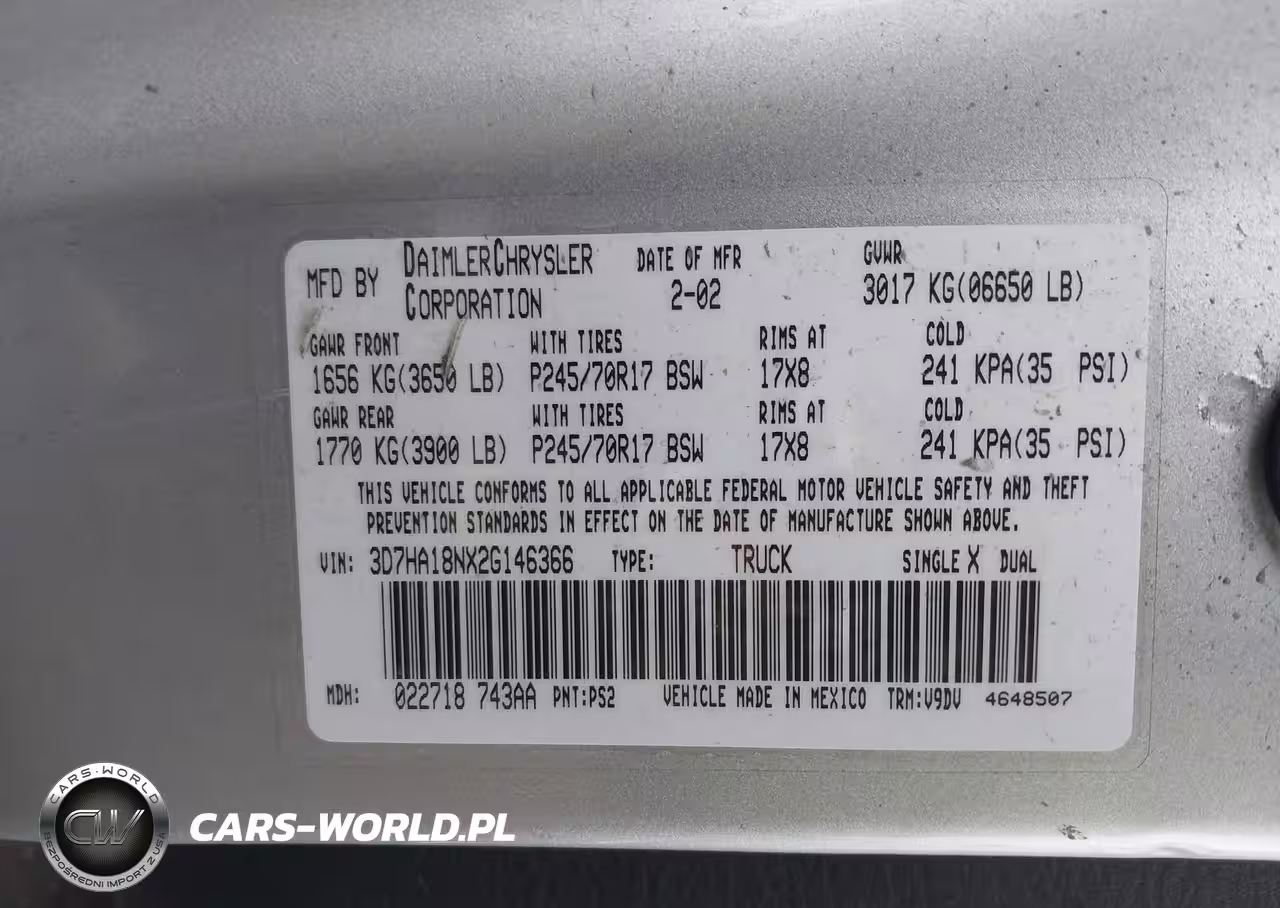 MFD BY DAIMLERCHRYSLER CORPORATION DATE OF MFR 2-02 GVWR 3017 KG(06650 LB)
GAWR FRONT WITH TIRES RIMS AT COLD
1656 KG(3650 LB) P245/70R17 BSW 17X8 241 KPA(35 PSI)
GAWR REAR WITH TIRES RIMS AT COLD
1770 KG(3900 LB) P245/70R17 BSW 17X8 241 KPA(35 PSI)
THIS VEHICLE CONFORMS TO ALL APPLICABLE FEDERAL MOTOR VEHICLE SAFETY AND THEFT
PREVENTION STANDARDS IN EFFECT ON THE DATE OF MANUFACTURE SHOWN ABOVE.
VIN: 3D7HA18NX2G146366 TYPE: TRUCK SINGLE X DUAL
MDH: 022718 743AA PNT:PS2 VEHICLE MADE IN MEXICO TRM:V9DV 4648507
CARS-WORLD
CW
BEZPOŚREDNI IMPORT Z USA
CARS-WORLD.PL